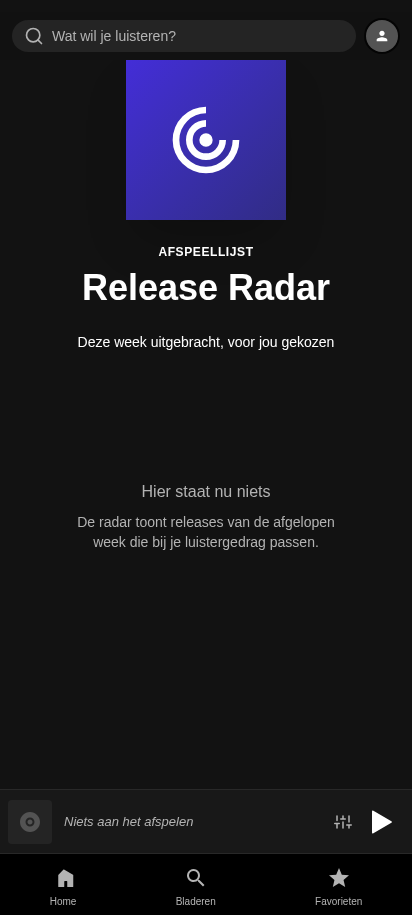 Wat wil je luisteren?
AFSPEELLIJST
Release Radar
Deze week uitgebracht, voor jou gekozen
Hier staat nu niets
De radar toont releases van de afgelopen
week die bij je luistergedrag passen.
Niets aan het afspelen
Home
Bladeren
Favorieten